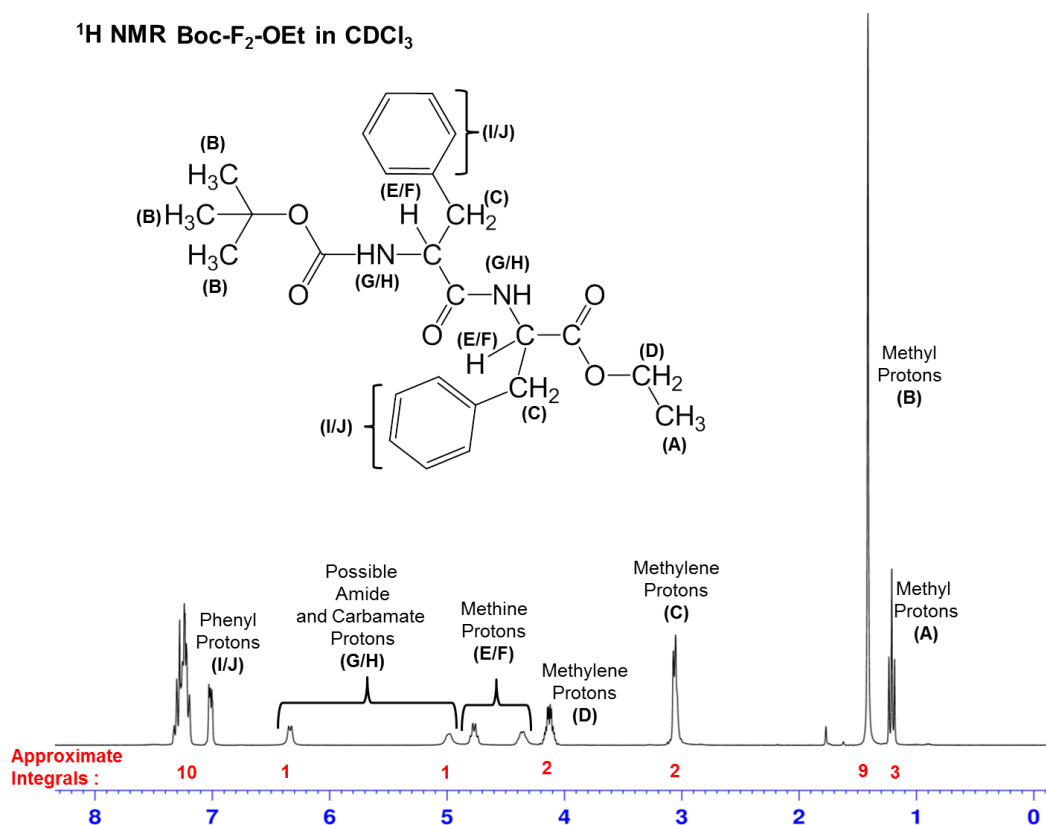 ¹H NMR Boc-F₂-OEt in CDCl₃
(I/J)
(B)
H₃C
(E/F)
(C)
(B)
H₃C
O
H
CH₂
H₃C
HN
C
(G/H)
(B)
(G/H)
O
C
NH
O
O
(E/F)
C
C
(D)
H
O
CH₂
CH₂
(C)
CH₃
(I/J)
(A)
Methyl
Protons
(B)
Possible
Amide
and Carbamate
Protons
(G/H)
Phenyl
Protons
(I/J)
Methine
Protons
(E/F)
Methylene
Protons
(D)
Methylene
Protons
(C)
Methyl
Protons
(A)
Approximate
Integrals :
10 1 1 2 2 9 3
8 7 6 5 4 3 2 1 0